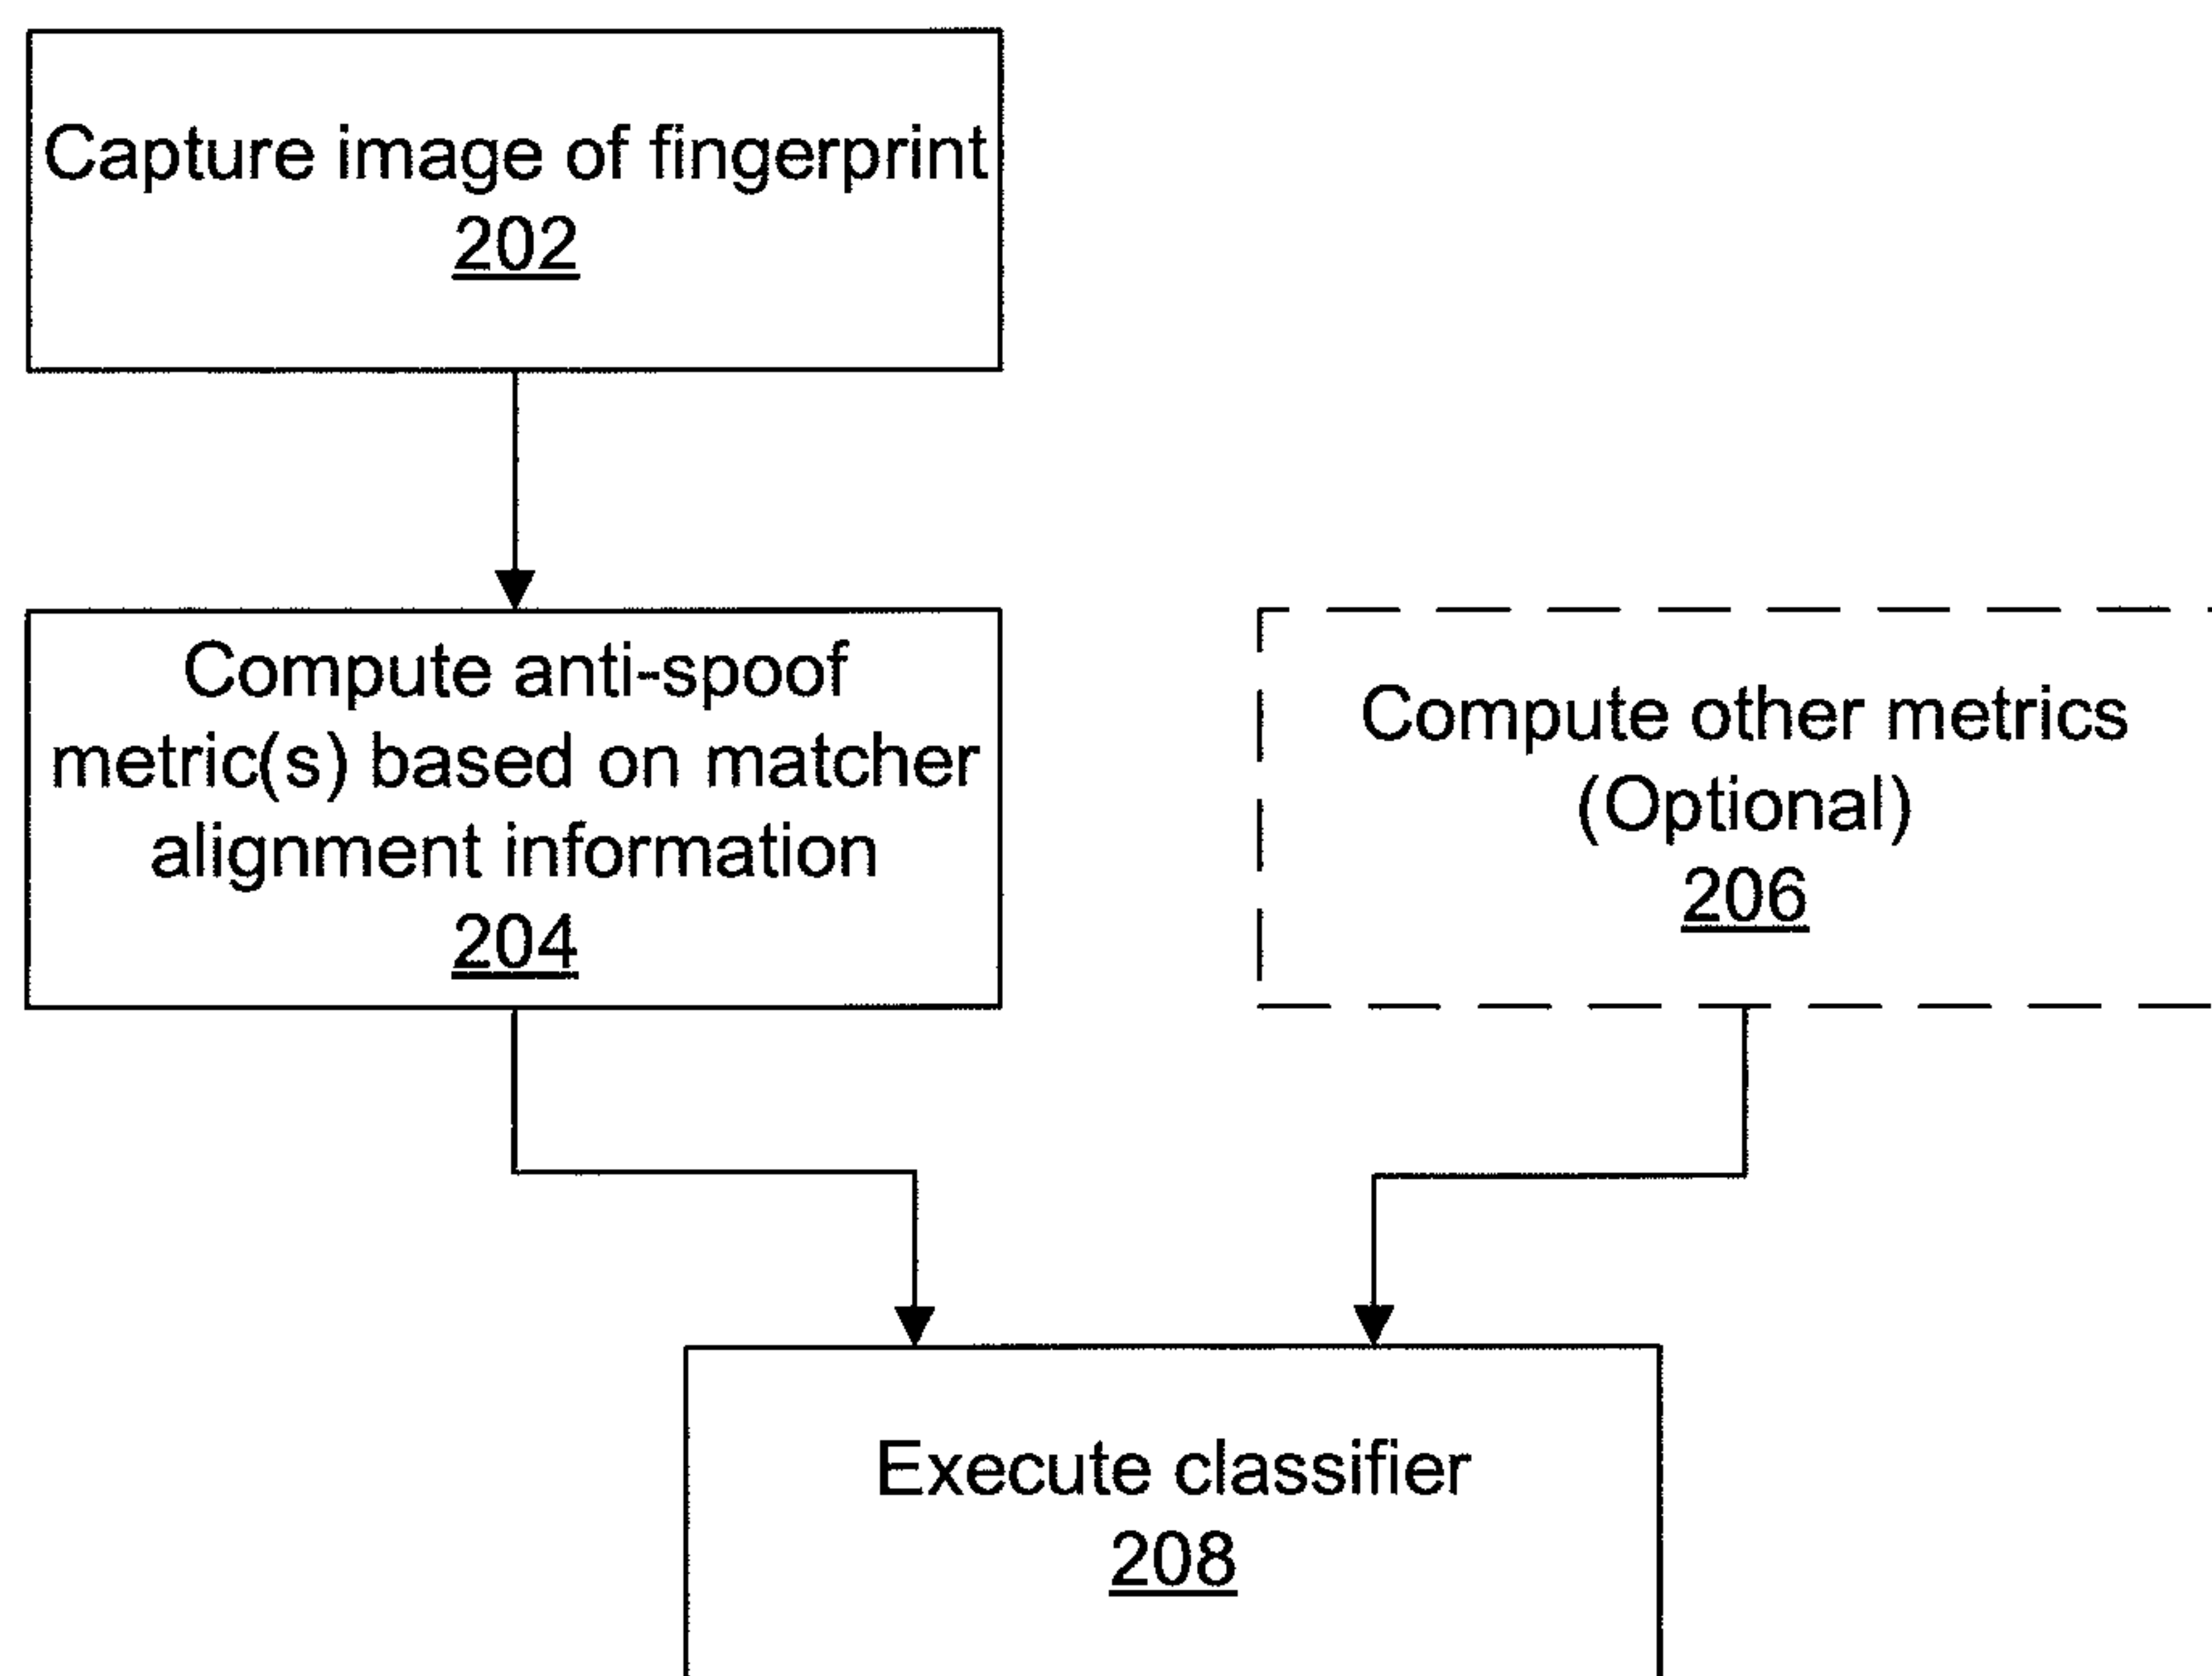 Capture image of fingerprint
202
Compute anti-spoof
metric(s) based on matcher
alignment information
204
Compute other metrics
(Optional)
206
Execute classifier
208